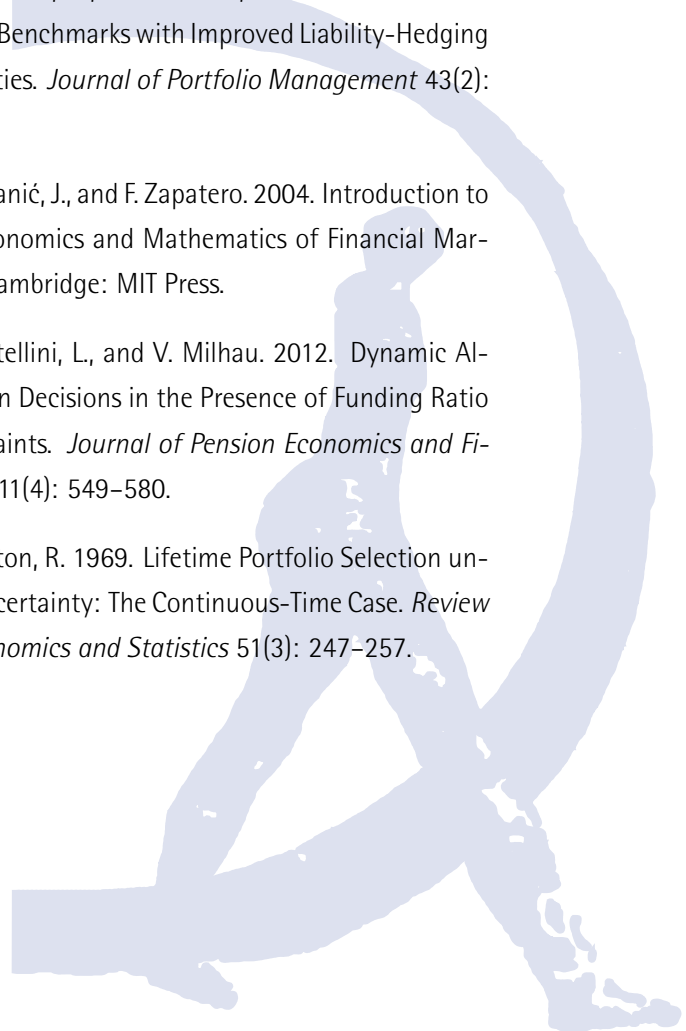 Benchmarks with Improved Liability-Hedging
ties. Journal of Portfolio Management 43(2):
anić, J., and F. Zapatero. 2004. Introduction to
onomics and Mathematics of Financial Mar-
ambridge: MIT Press.
tellini, L., and V. Milhau. 2012. Dynamic Al-
n Decisions in the Presence of Funding Ratio
aints. Journal of Pension Economics and Fi-
11(4): 549–580.
ton, R. 1969. Lifetime Portfolio Selection un-
certainty: The Continuous-Time Case. Review
nomics and Statistics 51(3): 247–257.